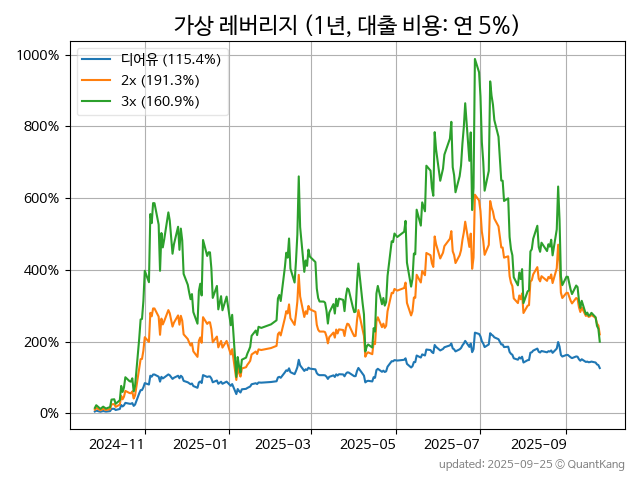 가상 레버리지 (1년, 대출 비용: 연 5%)
1000%
800%
600%
400%
200%
0%
디어유 (115.4%)
2x (191.3%)
3x (160.9%)
2024-11
2025-01
2025-03
2025-05
2025-07
2025-09
updated: 2025-09-25 © QuantKang